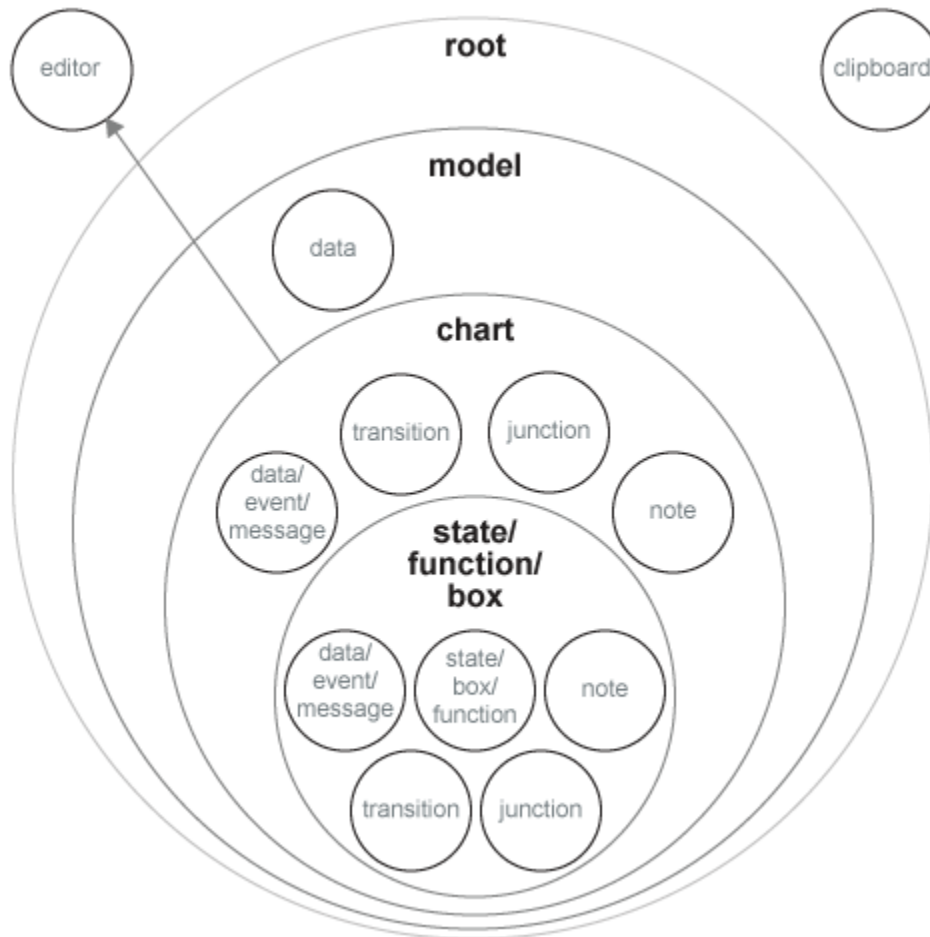 root
editor
clipboard
model
data
chart
transition
junction
data/
event/
message
note
state/
function/
box
data/
event/
message
state/
box/
function
note
transition
junction